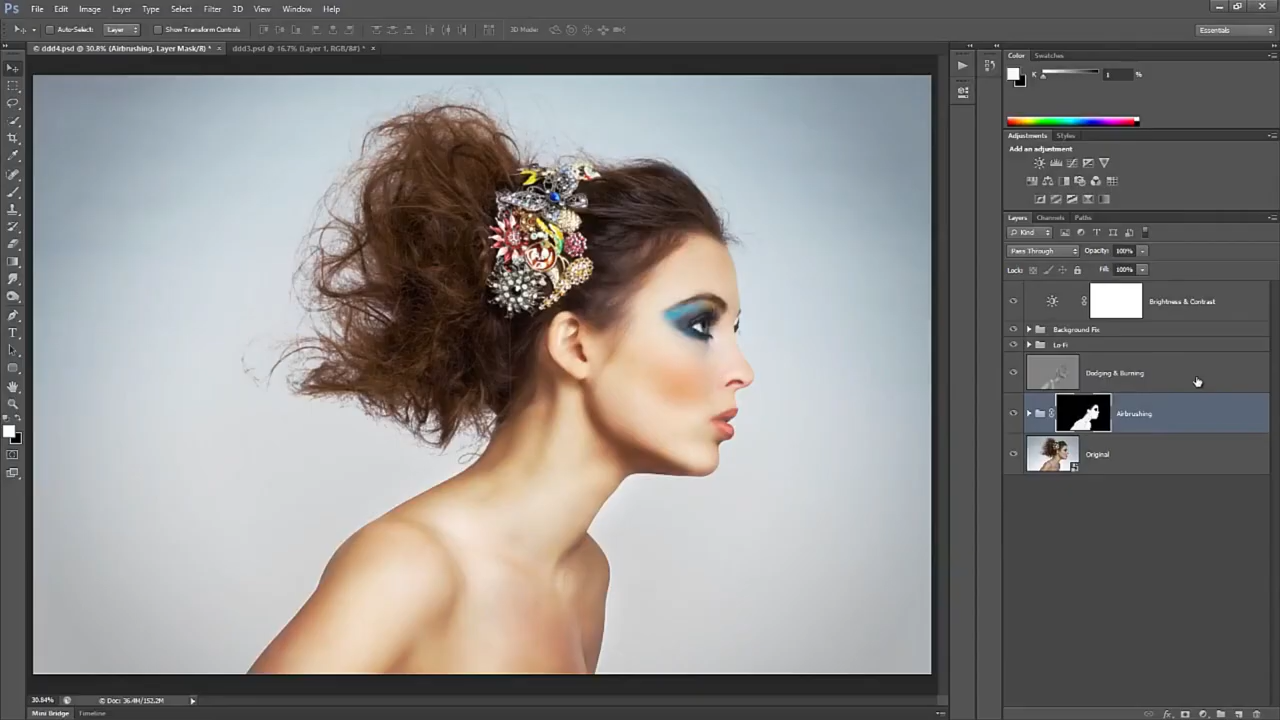 Ps File Edit Image Layer Type Select Filter 3D View Window Help
Auto-Select: Layer Show Transform Controls 3D Mode: Essentials
© ddd4.psd @ 30.8% (Airbrushing, Layer Mask/8) * × ddd3.psd @ 16.7% (Layer 1, RGB/8#) * ×
Color Swatches
K 1 %
Adjustments Styles
Add an adjustment
Layers Channels Paths
Kind
Pass Through Opacity: 100%
Lock: Fill: 100%
Brightness & Contrast
Background Fix
Lo-Fi
Dodging & Burning
Airbrushing
Original
30.84% © Doc: 36.4M/152.2M
Mini Bridge Timeline
fx